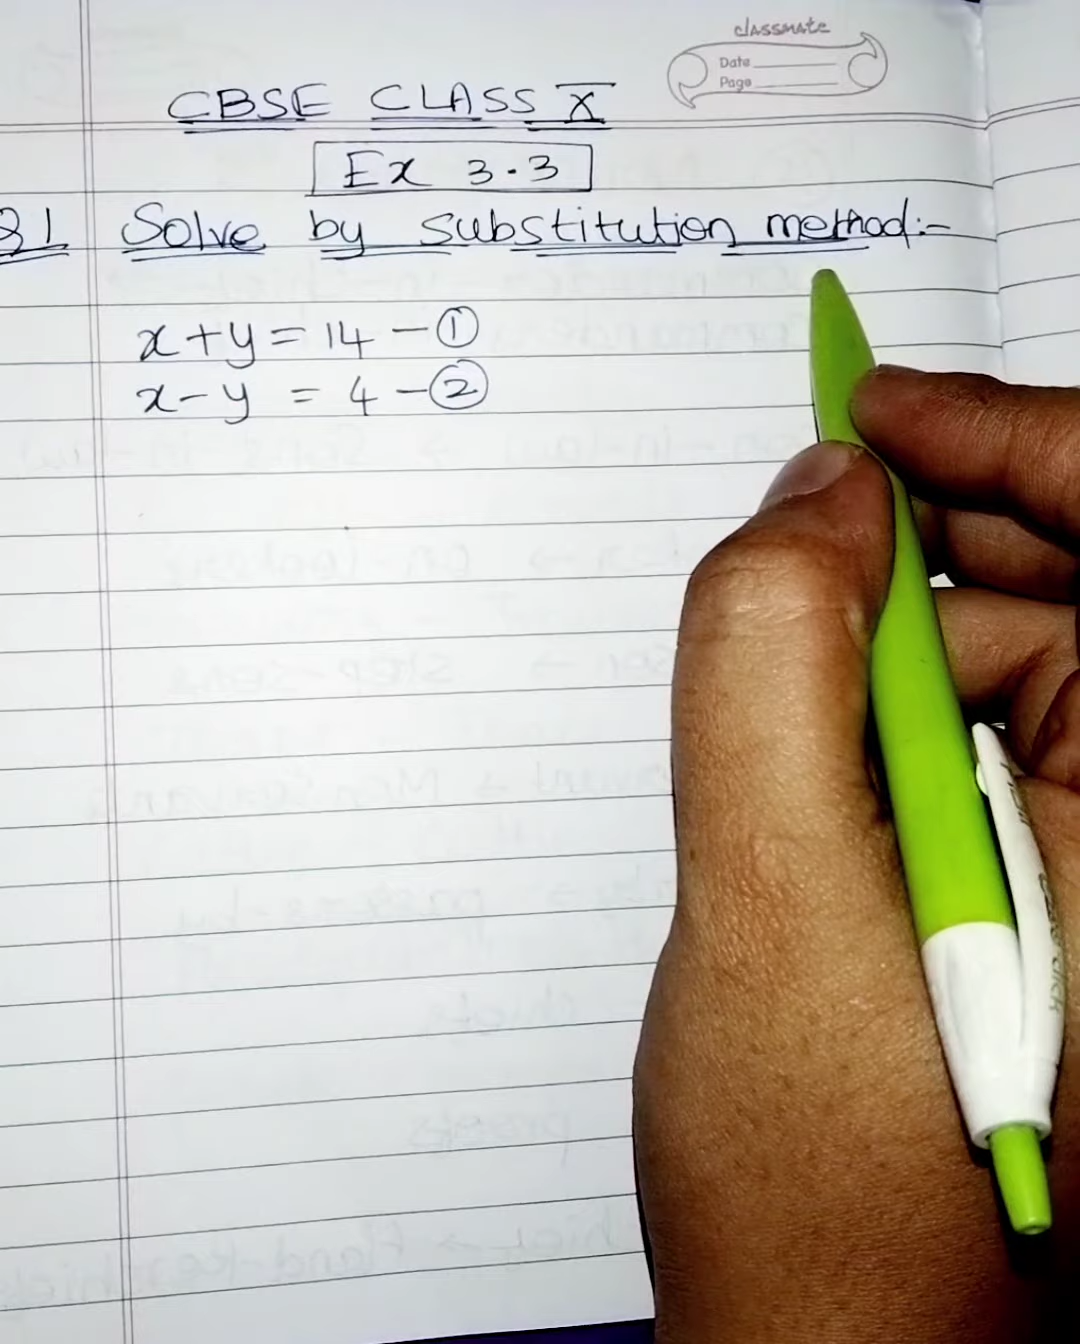 classmate
Date
Page
CBSE CLASS X
Ex 3.3
Q1 Solve by substitution method:-
x+y=14 -①
x-y = 4 -②